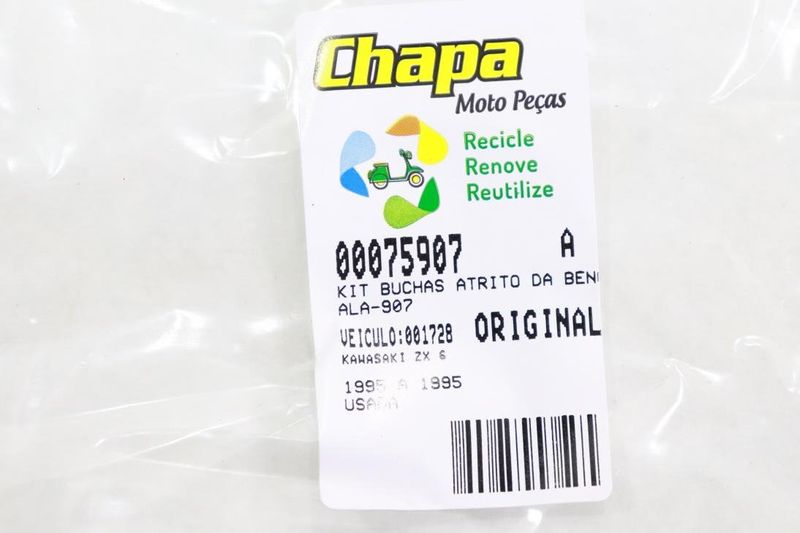 Chapa
Moto Peças
Recicle
Renove
Reutilize
00075907 A
KIT BUCHAS ATRITO DA BEN
ALA-907
VEICULO:001728 ORIGINAL
KAWASAKI ZX 6
1995 A 1995
USADA